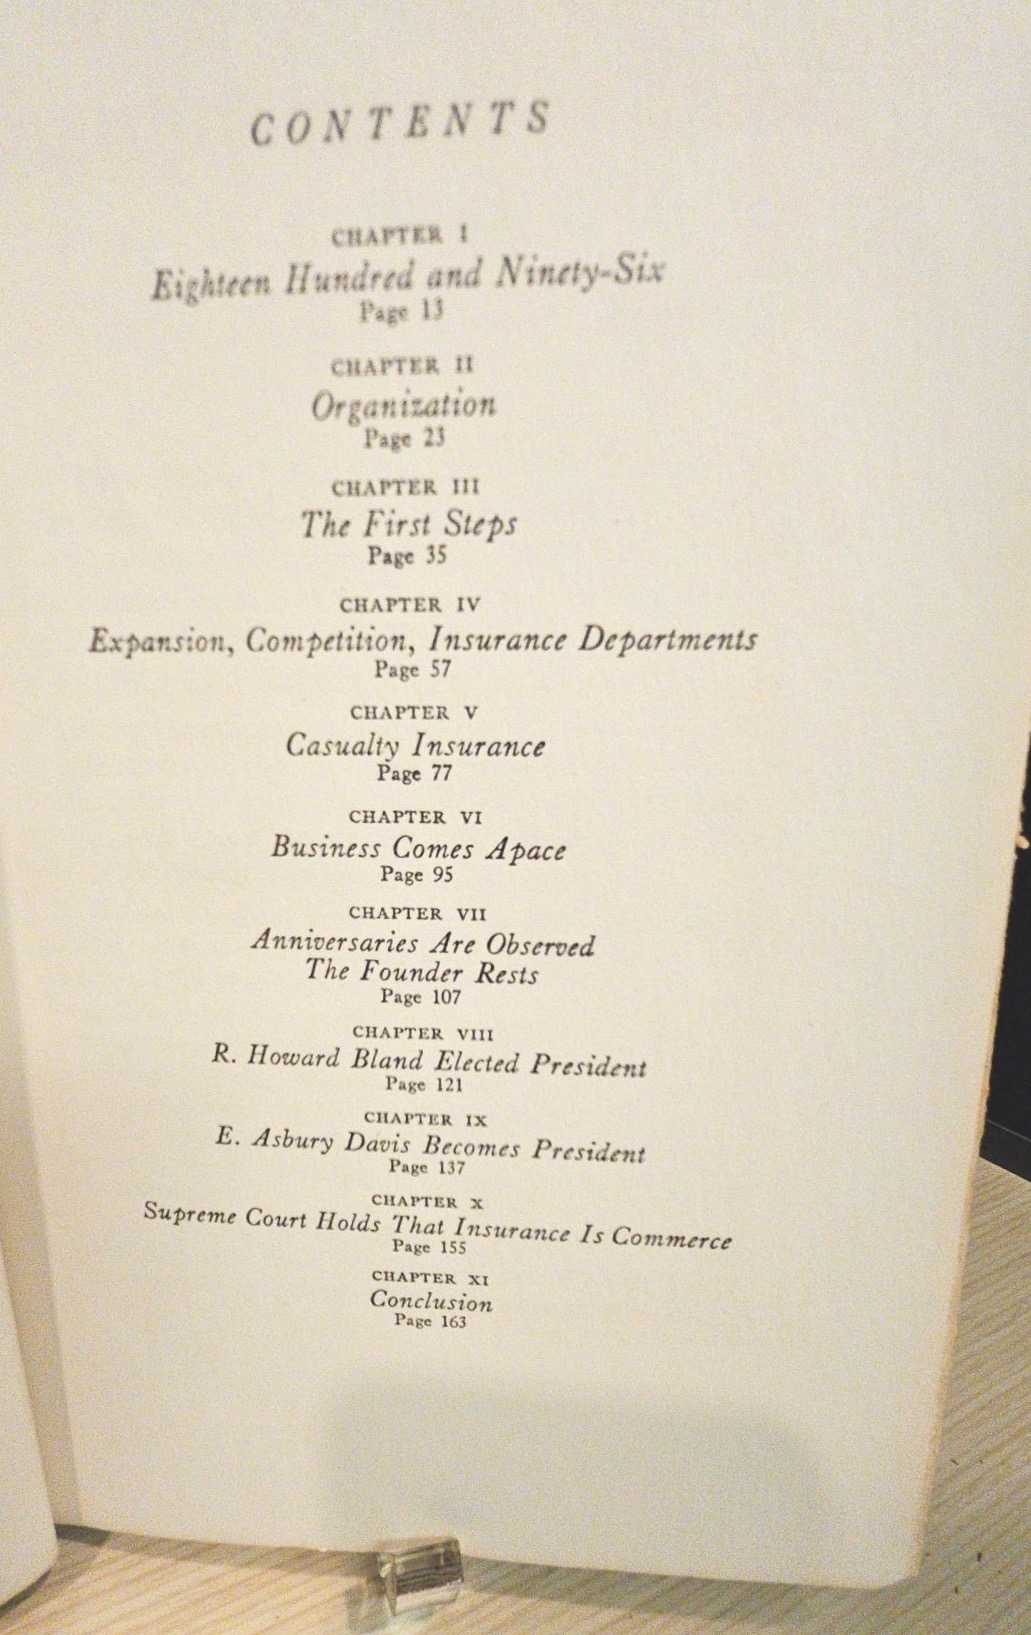 CONTENTS
CHAPTER I
Eighteen Hundred and Ninety-Six
Page 13
CHAPTER II
Organization
Page 23
CHAPTER III
The First Steps
Page 35
CHAPTER IV
Expansion, Competition, Insurance Departments
Page 57
CHAPTER V
Casualty Insurance
Page 77
CHAPTER VI
Business Comes Apace
Page 95
CHAPTER VII
Anniversaries Are Observed
The Founder Rests
Page 107
CHAPTER VIII
R. Howard Bland Elected President
Page 121
CHAPTER IX
E. Asbury Davis Becomes President
Page 137
CHAPTER X
Supreme Court Holds That Insurance Is Commerce
Page 155
CHAPTER XI
Conclusion
Page 163